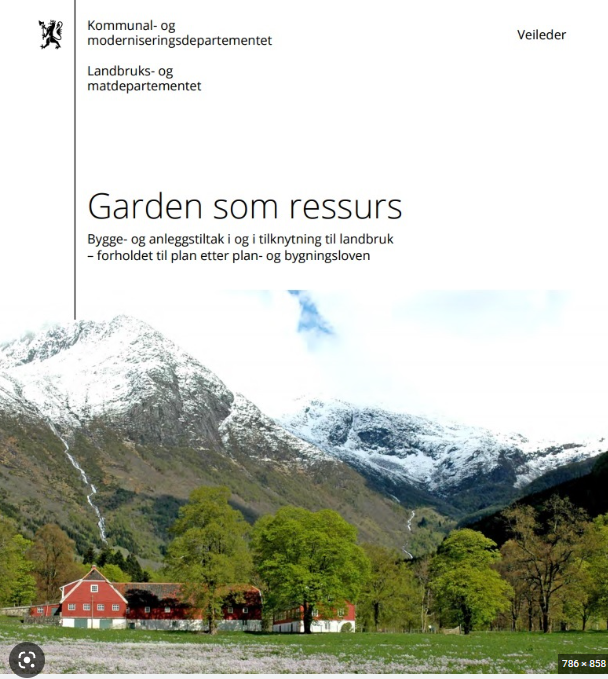 Kommunal- og
moderniseringsdepartementet
Veileder
Landbruks- og
matdepartementet
Garden som ressurs
Bygge- og anleggstiltak i og i tilknytning til landbruk
– forholdet til plan etter plan- og bygningsloven
786 × 858